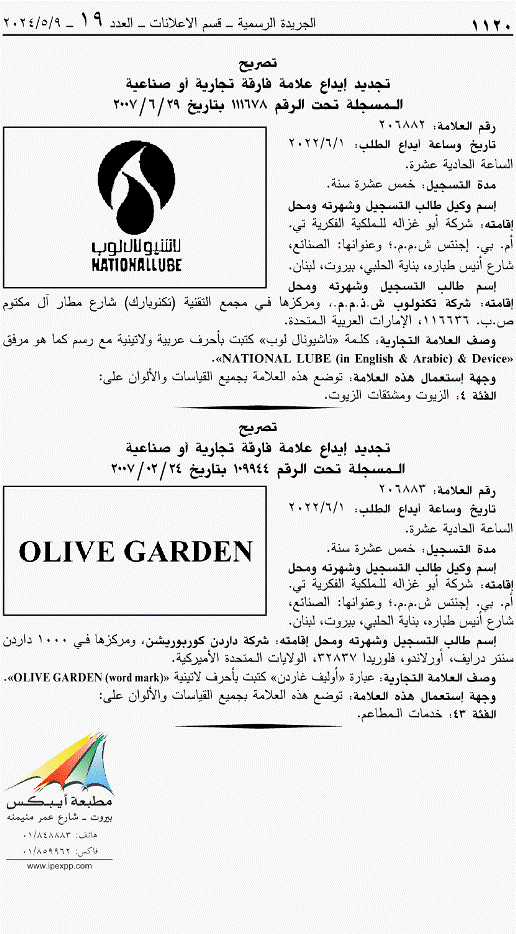 ١١٢٠ الجريدة الرسمية ـ قسم الاعلانات ـ العدد ١٩ ـ ٢٠٢٤/٥/٩
تصريح
تجديد إيداع علامة فارقة تجارية أو صناعية
المسجلة تحت الرقم ١١١٦٧٨ بتاريخ ٢٠٠٧/٦/٢٩
رقم العلامة: ٢٠٦٨٨٢
تاريخ وساعة أيداع الطلب: ٢٠٢٢/٦/١
الساعة الحادية عشرة.
مدة التسجيل: خمس عشرة سنة.
إسم وكيل طالب التسجيل وشهرته ومحل
إقامته: شركة أبو غزاله للملكية الفكرية تي.
أم. بي. إجنتس ش.م.م.؛ وعنوانها: الصنائع،
شارع أنيس طباره، بناية الحلبي، بيروت، لبنان.
ناشيونال لوب
NATIONAL LUBE
إسم طالب التسجيل وشهرته ومحل
إقامته: شركة تكنولوب ش.ذ.م.م.، ومركزها في مجمع التقنية (تكنوبارك) شارع مطار آل مكتوم
ص.ب. ١١٦٦٣٦، الإمارات العربية المتحدة.
وصف العلامة التجارية: كلمة «ناشيونال لوب» كتبت بأحرف عربية ولاتينية مع رسم كما هو مرفق
«NATIONAL LUBE (in English & Arabic) & Device».
وجهة إستعمال هذه العلامة: توضع هذه العلامة بجميع القياسات والألوان على:
الفئة ٤: الزيوت ومشتقات الزيوت.
تصريح
تجديد إيداع علامة فارقة تجارية أو صناعية
المسجلة تحت الرقم ١٠٩٩٤٤ بتاريخ ٢٠٠٧/٠٢/٢٤
رقم العلامة: ٢٠٦٨٨٣
تاريخ وساعة أيداع الطلب: ٢٠٢٢/٦/١
الساعة الحادية عشرة.
مدة التسجيل: خمس عشرة سنة.
إسم وكيل طالب التسجيل وشهرته ومحل
إقامته: شركة أبو غزاله للملكية الفكرية تي.
أم. بي. إجنتس ش.م.م.؛ وعنوانها: الصنائع،
شارع أنيس طباره، بناية الحلبي، بيروت، لبنان.
OLIVE GARDEN
إسم طالب التسجيل وشهرته ومحل إقامته: شركة داردن كوربوريشن، ومركزها في ١٠٠٠ داردن
سنتر درايف، أورلاندو، فلوريدا ٣٢٨٣٧، الولايات المتحدة الأميركية.
وصف العلامة التجارية: عبارة «أوليف غاردن» كتبت بأحرف لاتينية «OLIVE GARDEN (word mark)».
وجهة إستعمال هذه العلامة: توضع هذه العلامة بجميع القياسات والألوان على:
الفئة ٤٣: خدمات المطاعم.
مطبعة أيبكس
بيروت ـ شارع عمر منيمنه
هاتف: ٠١/٨٤٨٨٨٣
فاكس: ٠١/٨٥٩٩٦٢
www.ipexpp.com